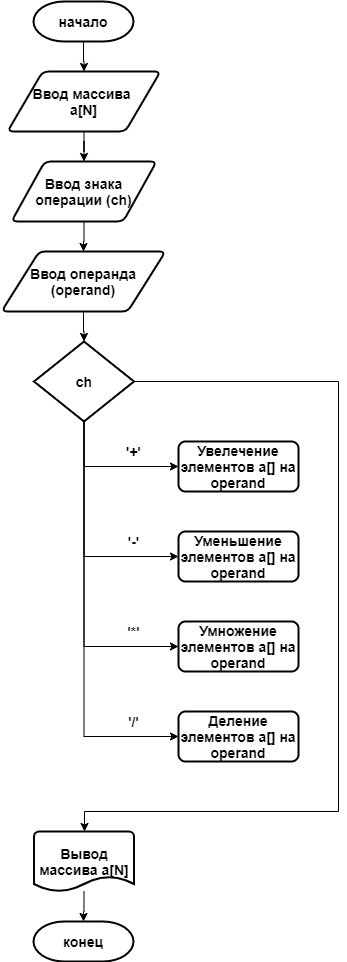 начало
Ввод массива
a[N]
Ввод знака
операции (ch)
Ввод операнда
(operand)
ch
'+'
Увелечение
элементов a[] на
operand
'-'
Уменьшение
элементов a[] на
operand
'*'
Умножение
элементов a[] на
operand
'/'
Деление
элементов a[] на
operand
Вывод
массива a[N]
конец